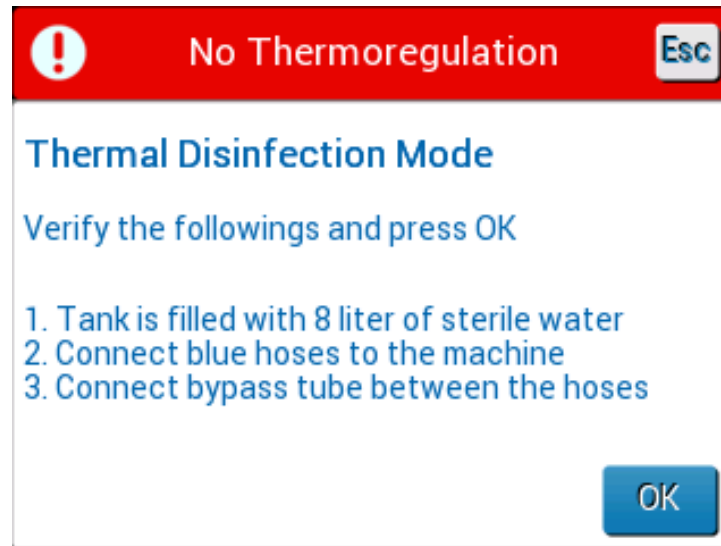 No Thermoregulation
Esc
Thermal Disinfection Mode
Verify the followings and press OK
1. Tank is filled with 8 liter of sterile water
2. Connect blue hoses to the machine
3. Connect bypass tube between the hoses
OK